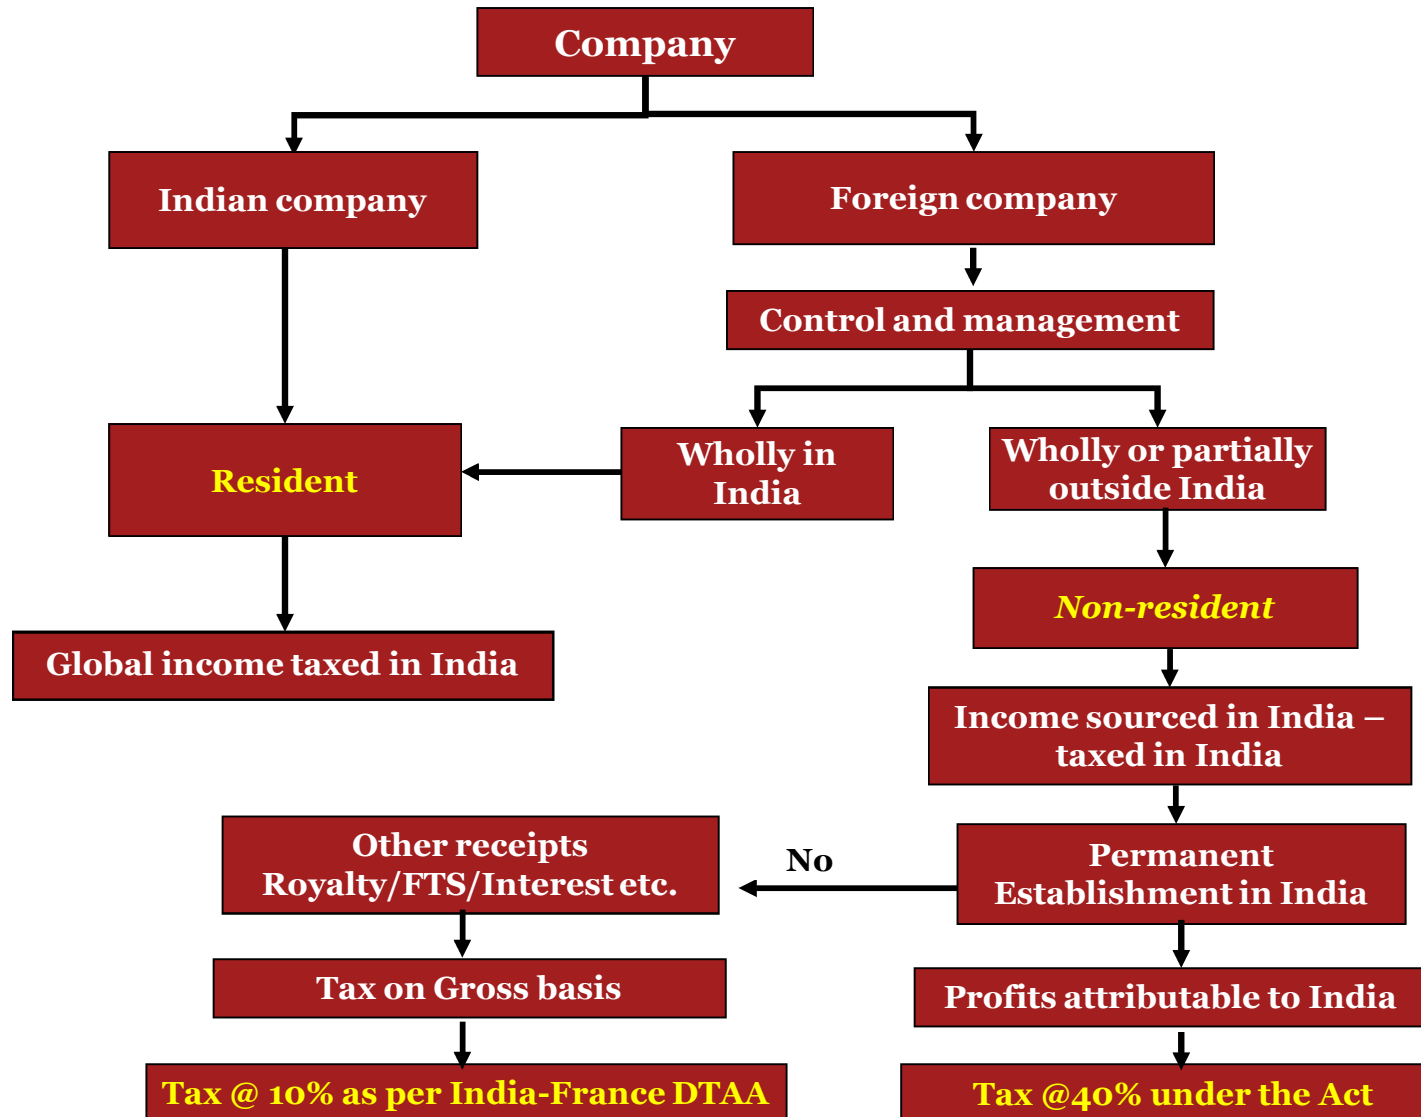 Company
Indian company
Foreign company
Control and management
Resident
Wholly in
India
Wholly or partially
outside India
Non-resident
Global income taxed in India
Income sourced in India –
taxed in India
Other receipts
Royalty/FTS/Interest etc.
No
Permanent
Establishment in India
Tax on Gross basis
Profits attributable to India
Tax @ 10% as per India-France DTAA
Tax @40% under the Act